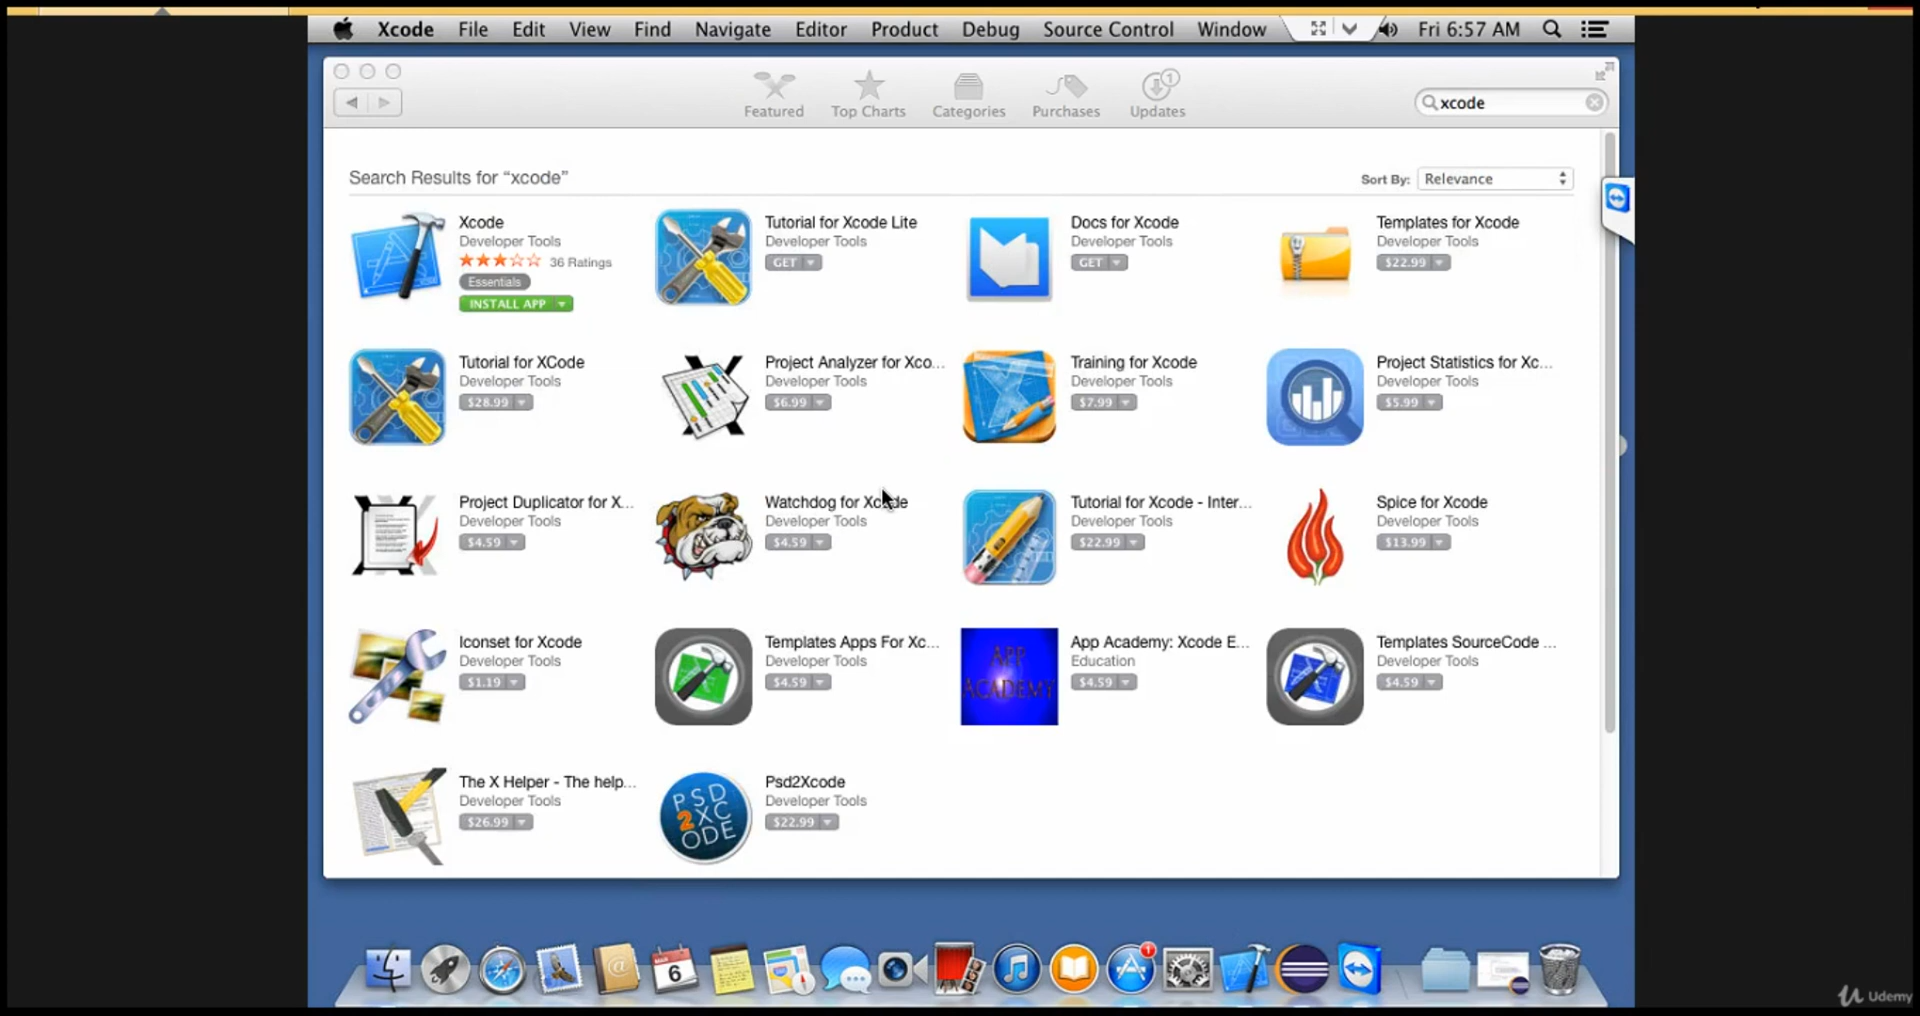 Xcode File Edit View Find Navigate Editor Product Debug Source Control Window Fri 6:57 AM
Featured Top Charts Categories Purchases 1 Updates
xcode
Search Results for “xcode”
Sort By: Relevance
Xcode
Developer Tools
36 Ratings
Essentials
INSTALL APP
Tutorial for Xcode Lite
Developer Tools
GET
Docs for Xcode
Developer Tools
GET
Templates for Xcode
Developer Tools
$22.99
Tutorial for XCode
Developer Tools
$28.99
Project Analyzer for Xco...
Developer Tools
$6.99
Training for Xcode
Developer Tools
$7.99
Project Statistics for Xc...
Developer Tools
$5.99
Project Duplicator for X...
Developer Tools
$4.59
Watchdog for Xcode
Developer Tools
$4.59
Tutorial for Xcode - Inter...
Developer Tools
$22.99
Spice for Xcode
Developer Tools
$13.99
Iconset for Xcode
Developer Tools
$1.19
Templates Apps For Xc...
Developer Tools
$4.59
APP
ACADEMY
App Academy: Xcode E...
Education
$4.59
Templates SourceCode ...
Developer Tools
$4.59
The X Helper - The help...
Developer Tools
$26.99
PSD
2XC
ODE
Psd2Xcode
Developer Tools
$22.99
6
1
Udemy